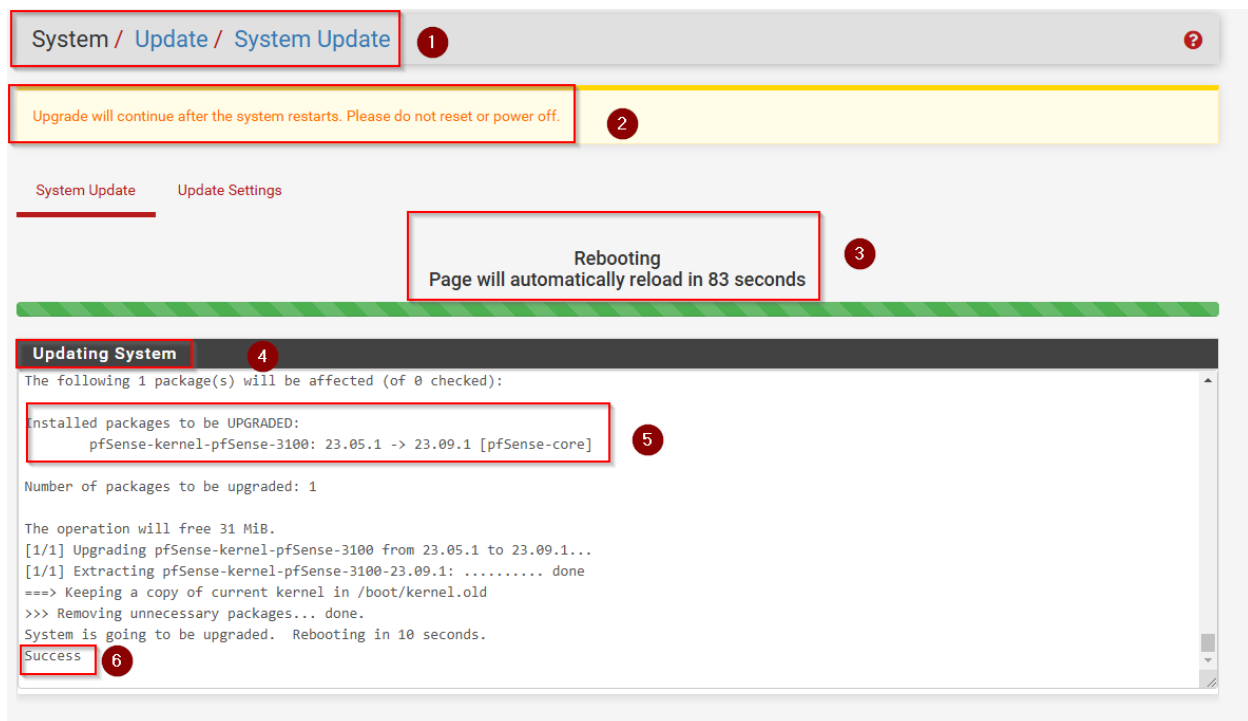 System / Update / System Update
1
?
Upgrade will continue after the system restarts. Please do not reset or power off.
2
System Update Update Settings
Rebooting
3
Page will automatically reload in 83 seconds
Updating System
4
The following 1 package(s) will be affected (of 0 checked):
Installed packages to be UPGRADED:
5
pfSense-kernel-pfSense-3100: 23.05.1 -> 23.09.1 [pfSense-core]
Number of packages to be upgraded: 1
The operation will free 31 MiB.
[1/1] Upgrading pfSense-kernel-pfSense-3100 from 23.05.1 to 23.09.1...
[1/1] Extracting pfSense-kernel-pfSense-3100-23.09.1: .......... done
===> Keeping a copy of current kernel in /boot/kernel.old
>>> Removing unnecessary packages... done.
System is going to be upgraded.  Rebooting in 10 seconds.
Success
6